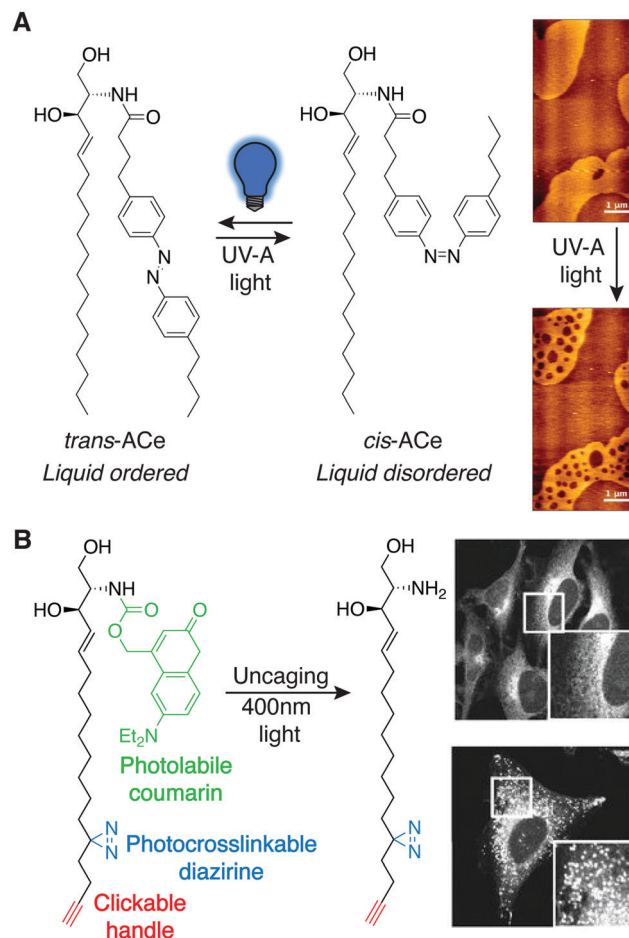 A
OH
HO
NH
O
N
N
trans-ACe
Liquid ordered
UV-A
light
OH
HO
NH
O
N=N
cis-ACe
Liquid disordered
1 µm
UV-A
light
1 µm
B
OH
HO
NH
O
O
O
Et2N
Photolabile
coumarin
N
N
Photocrosslinkable
diazirine
Clickable
handle
Uncaging
400nm
light
OH
HO
NH2
N
N